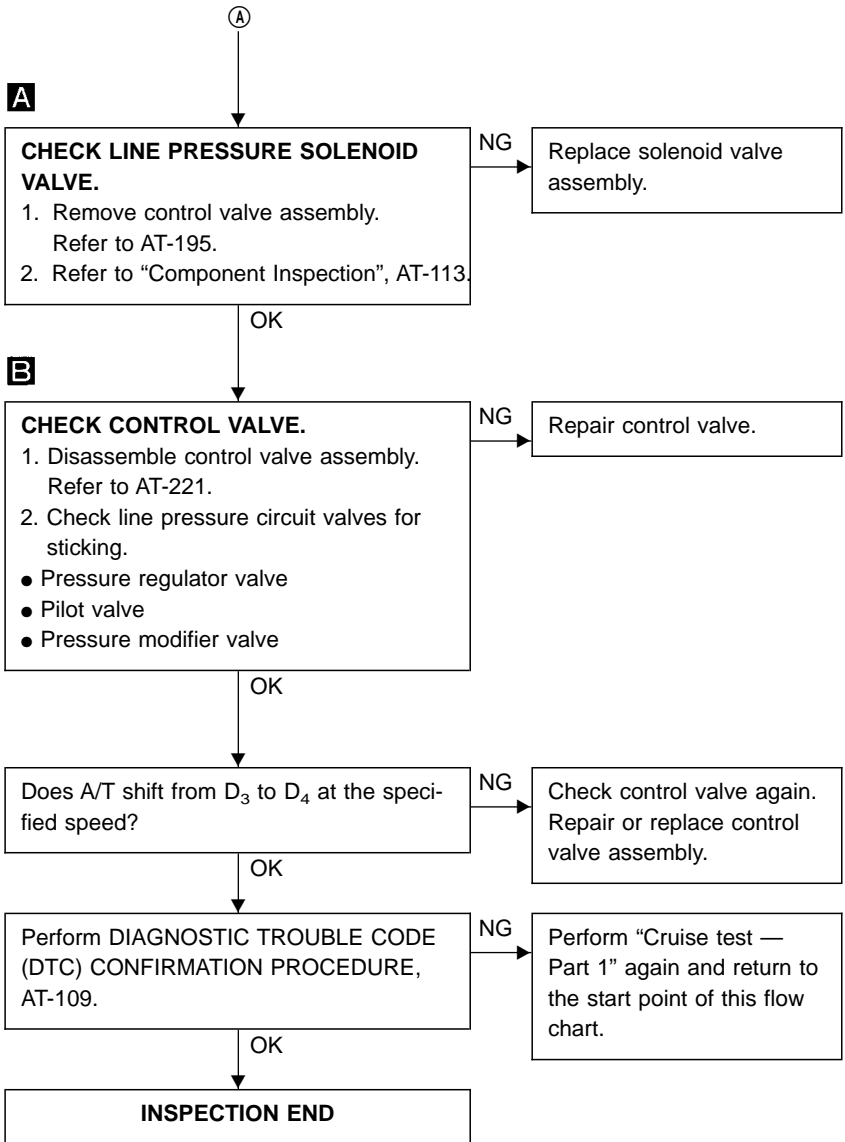 Ⓐ
A
CHECK LINE PRESSURE SOLENOID
VALVE.
1. Remove control valve assembly.
Refer to AT-195.
2. Refer to “Component Inspection”, AT-113.
NG
Replace solenoid valve
assembly.
OK
B
CHECK CONTROL VALVE.
1. Disassemble control valve assembly.
Refer to AT-221.
2. Check line pressure circuit valves for
sticking.
● Pressure regulator valve
● Pilot valve
● Pressure modifier valve
NG
Repair control valve.
OK
Does A/T shift from D₃ to D₄ at the speci-
fied speed?
NG
Check control valve again.
Repair or replace control
valve assembly.
OK
Perform DIAGNOSTIC TROUBLE CODE
(DTC) CONFIRMATION PROCEDURE,
AT-109.
NG
Perform “Cruise test —
Part 1” again and return to
the start point of this flow
chart.
OK
INSPECTION END